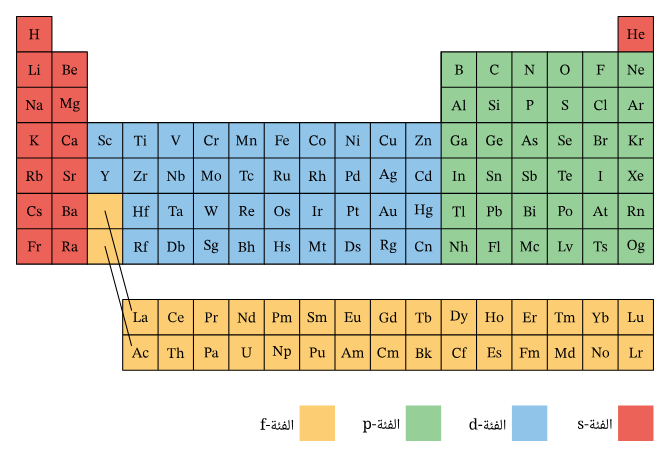 H He
Li Be B C N O F Ne
Na Mg Al Si P S Cl Ar
K Ca Sc Ti V Cr Mn Fe Co Ni Cu Zn Ga Ge As Se Br Kr
Rb Sr Y Zr Nb Mo Tc Ru Rh Pd Ag Cd In Sn Sb Te I Xe
Cs Ba Hf Ta W Re Os Ir Pt Au Hg Tl Pb Bi Po At Rn
Fr Ra Rf Db Sg Bh Hs Mt Ds Rg Cn Nh Fl Mc Lv Ts Og
La Ce Pr Nd Pm Sm Eu Gd Tb Dy Ho Er Tm Yb Lu
Ac Th Pa U Np Pu Am Cm Bk Cf Es Fm Md No Lr
الفئة-s الفئة-d الفئة-p الفئة-f